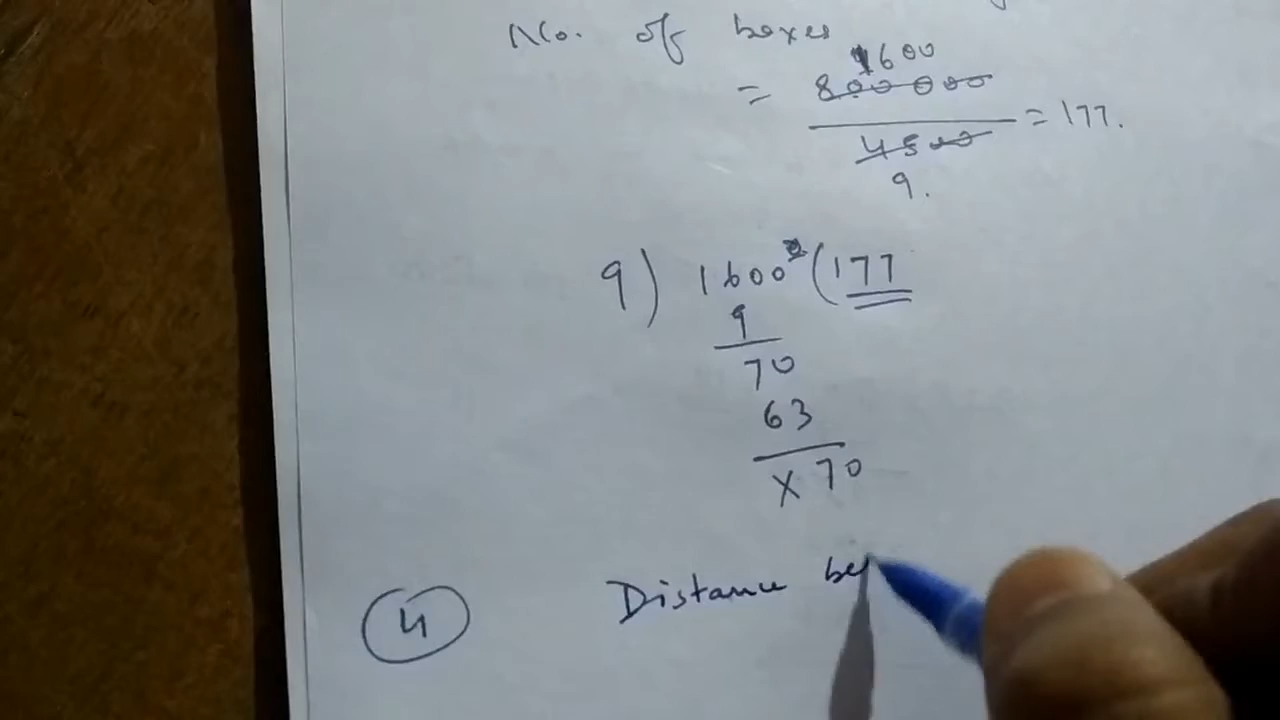 No. of boxes
1600
= 800000 = 177.
4500
9.
9) 1600 (177
9
70
63
x 70
4 Distance be